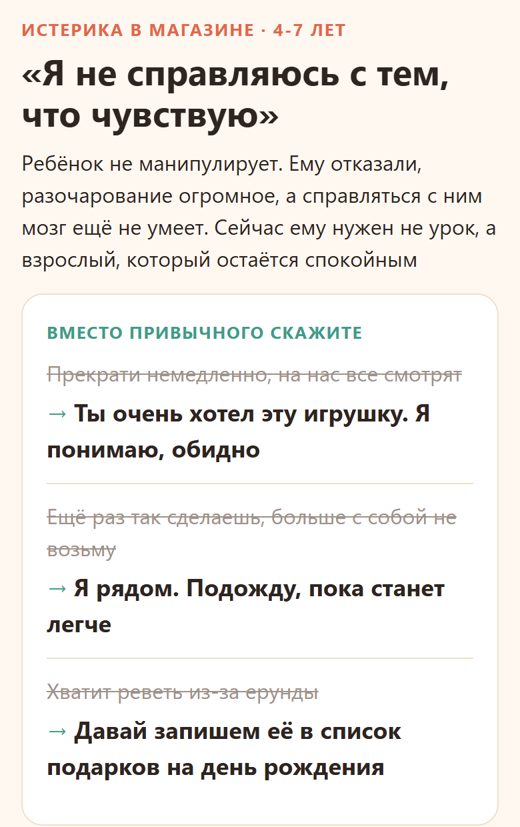 ИСТЕРИКА В МАГАЗИНЕ · 4-7 ЛЕТ
«Я не справляюсь с тем,
что чувствую»
Ребёнок не манипулирует. Ему отказали,
разочарование огромное, а справляться с ним
мозг ещё не умеет. Сейчас ему нужен не урок, а
взрослый, который остаётся спокойным
ВМЕСТО ПРИВЫЧНОГО СКАЖИТЕ
Прекрати немедленно, на нас все смотрят
→ Ты очень хотел эту игрушку. Я
понимаю, обидно
Ещё раз так сделаешь, больше с собой не
возьму
→ Я рядом. Подожду, пока станет
легче
Хватит реветь из-за ерунды
→ Давай запишем её в список
подарков на день рождения